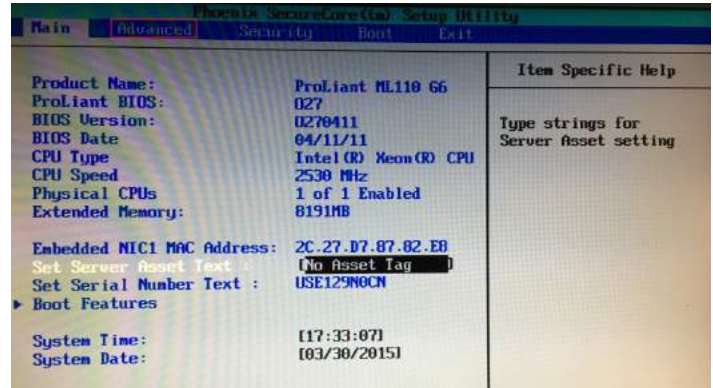 Phoenix SecureCore(tm) Setup Utility
Main Advanced Security Boot Exit
Item Specific Help
Type strings for
Server Asset setting
Product Name: ProLiant ML110 G6
ProLiant BIOS: O27
BIOS Version: O270411
BIOS Date 04/11/11
CPU Type Intel(R) Xeon(R) CPU
CPU Speed 2530 MHz
Physical CPUs 1 of 1 Enabled
Extended Memory: 8191MB
Embedded NIC1 MAC Address: 2C.27.D7.87.82.E8
Set Server Asset Text : [No Asset Tag ]
Set Serial Number Text : USE129N0CN
Boot Features
System Time: [17:33:07]
System Date: [03/30/2015]